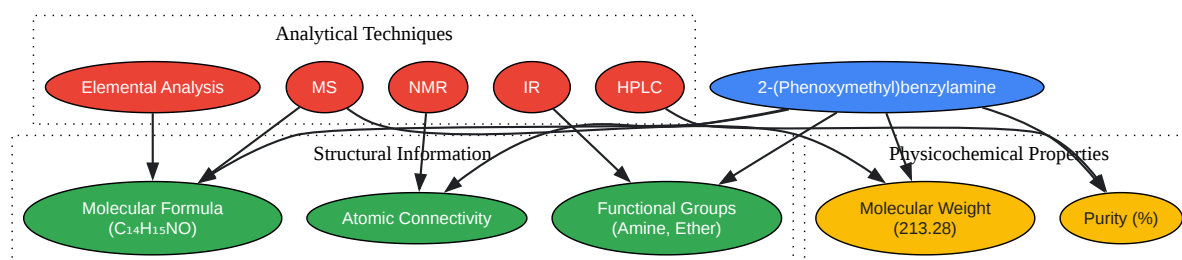 Analytical Techniques
Elemental Analysis
MS
NMR
IR
HPLC
2-(Phenoxymethyl)benzylamine
Structural Information
Physicochemical Properties
Molecular Formula
(C₁₄H₁₅NO)
Atomic Connectivity
Functional Groups
(Amine, Ether)
Molecular Weight
(213.28)
Purity (%)